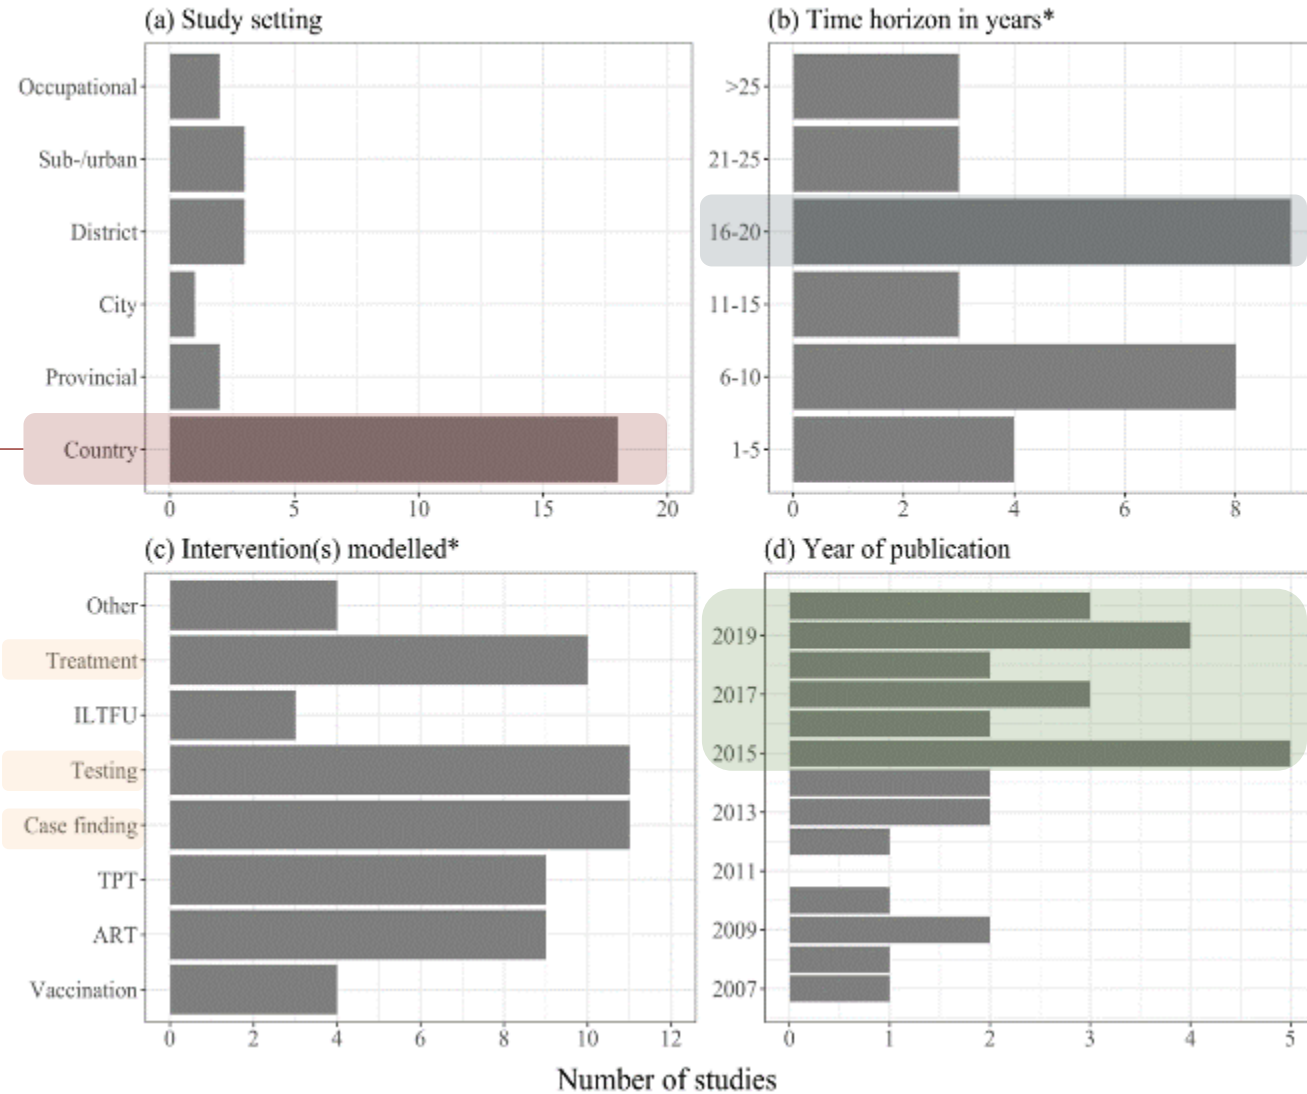 (a) Study setting
Occupational
Sub-/urban
District
City
Provincial
Country
0 5 10 15 20
(b) Time horizon in years*
>25
21-25
16-20
11-15
6-10
1-5
0 2 4 6 8
(c) Intervention(s) modelled*
Other
Treatment
ILTFU
Testing
Case finding
TPT
ART
Vaccination
0 2 4 6 8 10 12
(d) Year of publication
2019
2017
2015
2013
2011
2009
2007
0 1 2 3 4 5
Number of studies